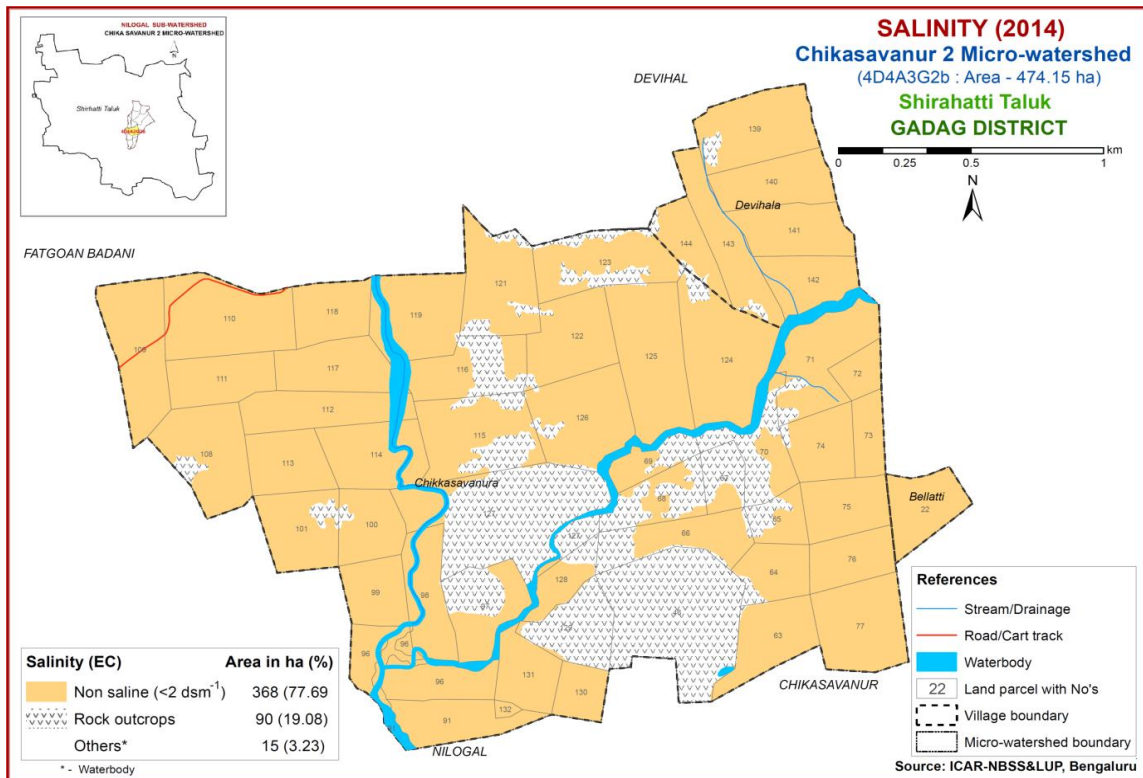 NILOGAL SUB-WATERSHED
CHIKA SAVANUR 2 MICRO-WATERSHED
N
Shirhatti Taluk
4D4A3G2b
SALINITY (2014)
Chikasavanur 2 Micro-watershed
(4D4A3G2b : Area - 474.15 ha)
Shirahatti Taluk
GADAG DISTRICT
km
0 0.25 0.5 1
N
DEVIHAL
FATGOAN BADANI
139
140
Devihala
141
144
143
142
123
121
110
118
119
122
125
124
71
109
117
116
72
111
112
126
115
108
113
114
69
70
74
73
Chikkasavanura
67
68
Bellatti
22
127
101
100
75
65
127
66
76
64
99
98
128
97
45
129
63
77
96
96
96
131
130
132
91
CHIKASAVANUR
NILOGAL
Salinity (EC) Area in ha (%)
Non saline (<2 dsm-1) 368 (77.69
Rock outcrops 90 (19.08)
Others* 15 (3.23)
* - Waterbody
References
Stream/Drainage
Road/Cart track
Waterbody
22 Land parcel with No's
Village boundary
Micro-watershed boundary
Source: ICAR-NBSS&LUP, Bengaluru